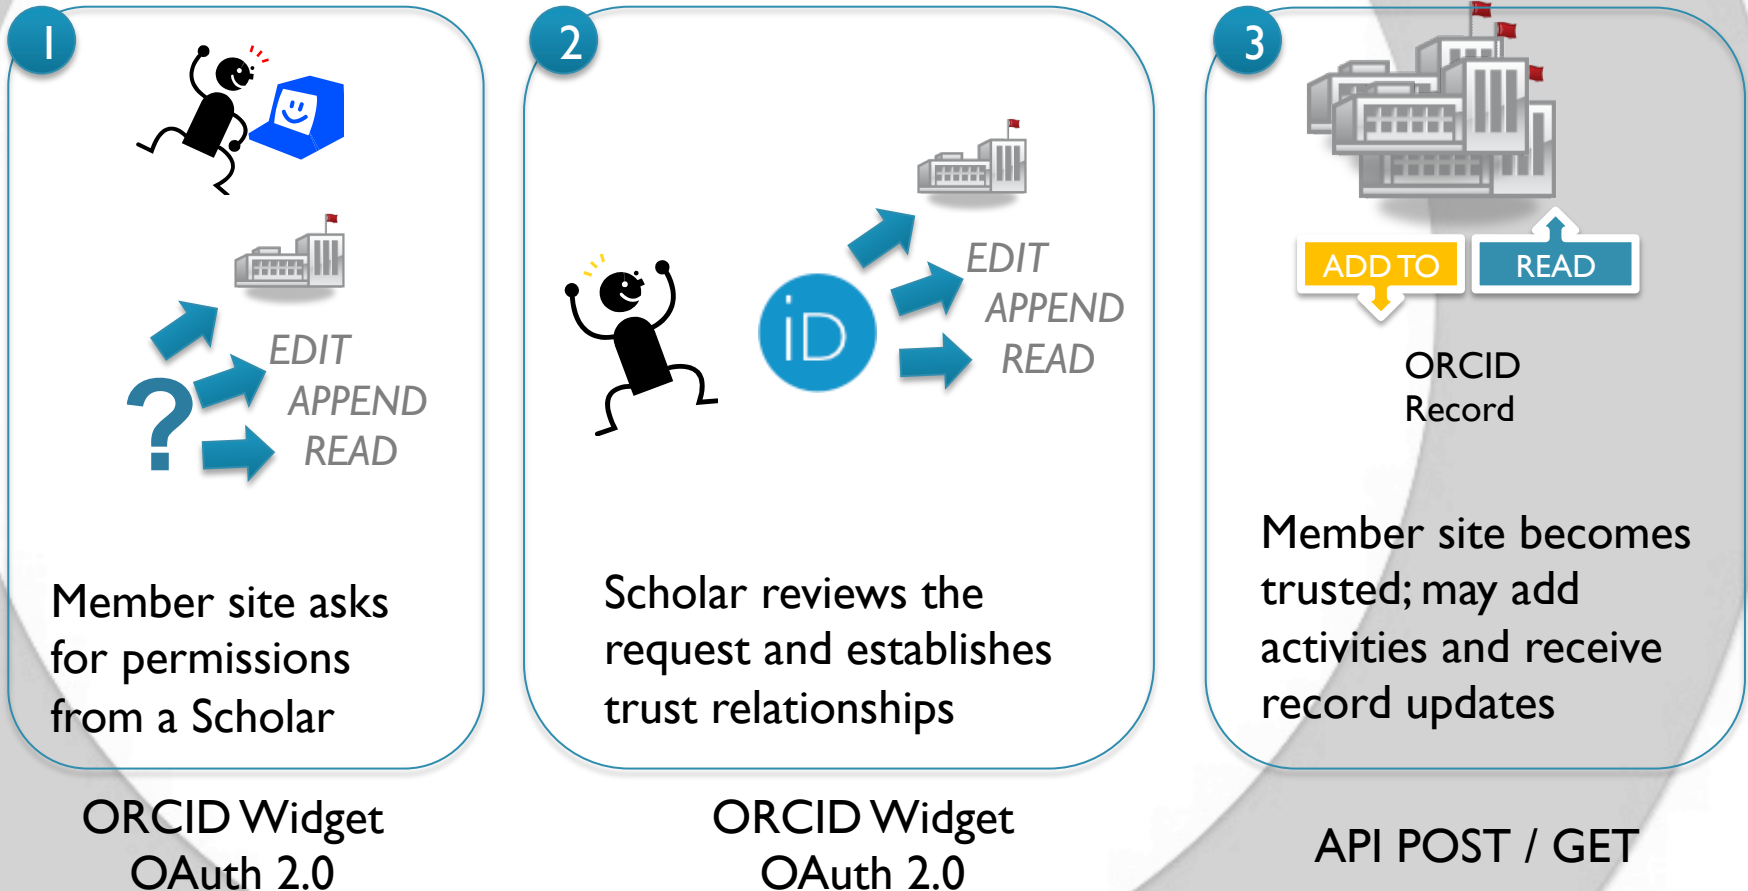 1
EDIT
APPEND
?
READ
Member site asks
for permissions
from a Scholar
ORCID Widget
OAuth 2.0
2
iD
EDIT
APPEND
READ
Scholar reviews the
request and establishes
trust relationships
ORCID Widget
OAuth 2.0
3
ADD TO
READ
ORCID
Record
Member site becomes
trusted; may add
activities and receive
record updates
API POST / GET